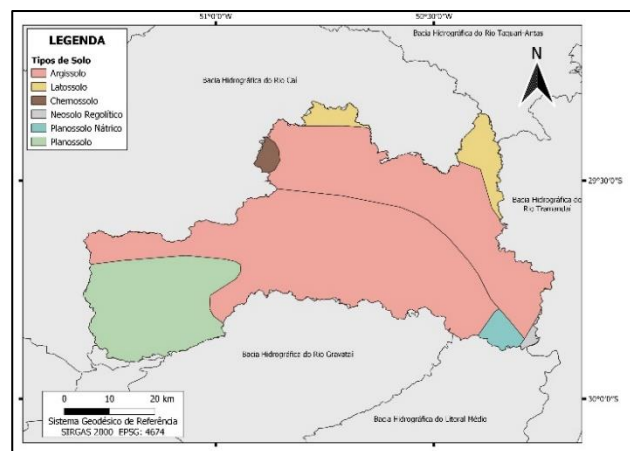 51°0'0"W
50°30'0"W
Bacia Hidrográfica do Rio Taquari-Antas
LEGENDA
Tipos de Solo
Argissolo
Latossolo
Chernossolo
Neosolo Regolítico
Planossolo Nátrico
Planossolo
Bacia Hidrográfica do Rio Caí
N
29°30'0"S
Bacia Hidrográfica do
Rio Tramandaí
Bacia Hidrográfica do Rio Gravataí
0 10 20 km
Sistema Geodésico de Referência
SIRGAS 2000 EPSG: 4674
30°0'0"S
Bacia Hidrográfica do Litoral Médio